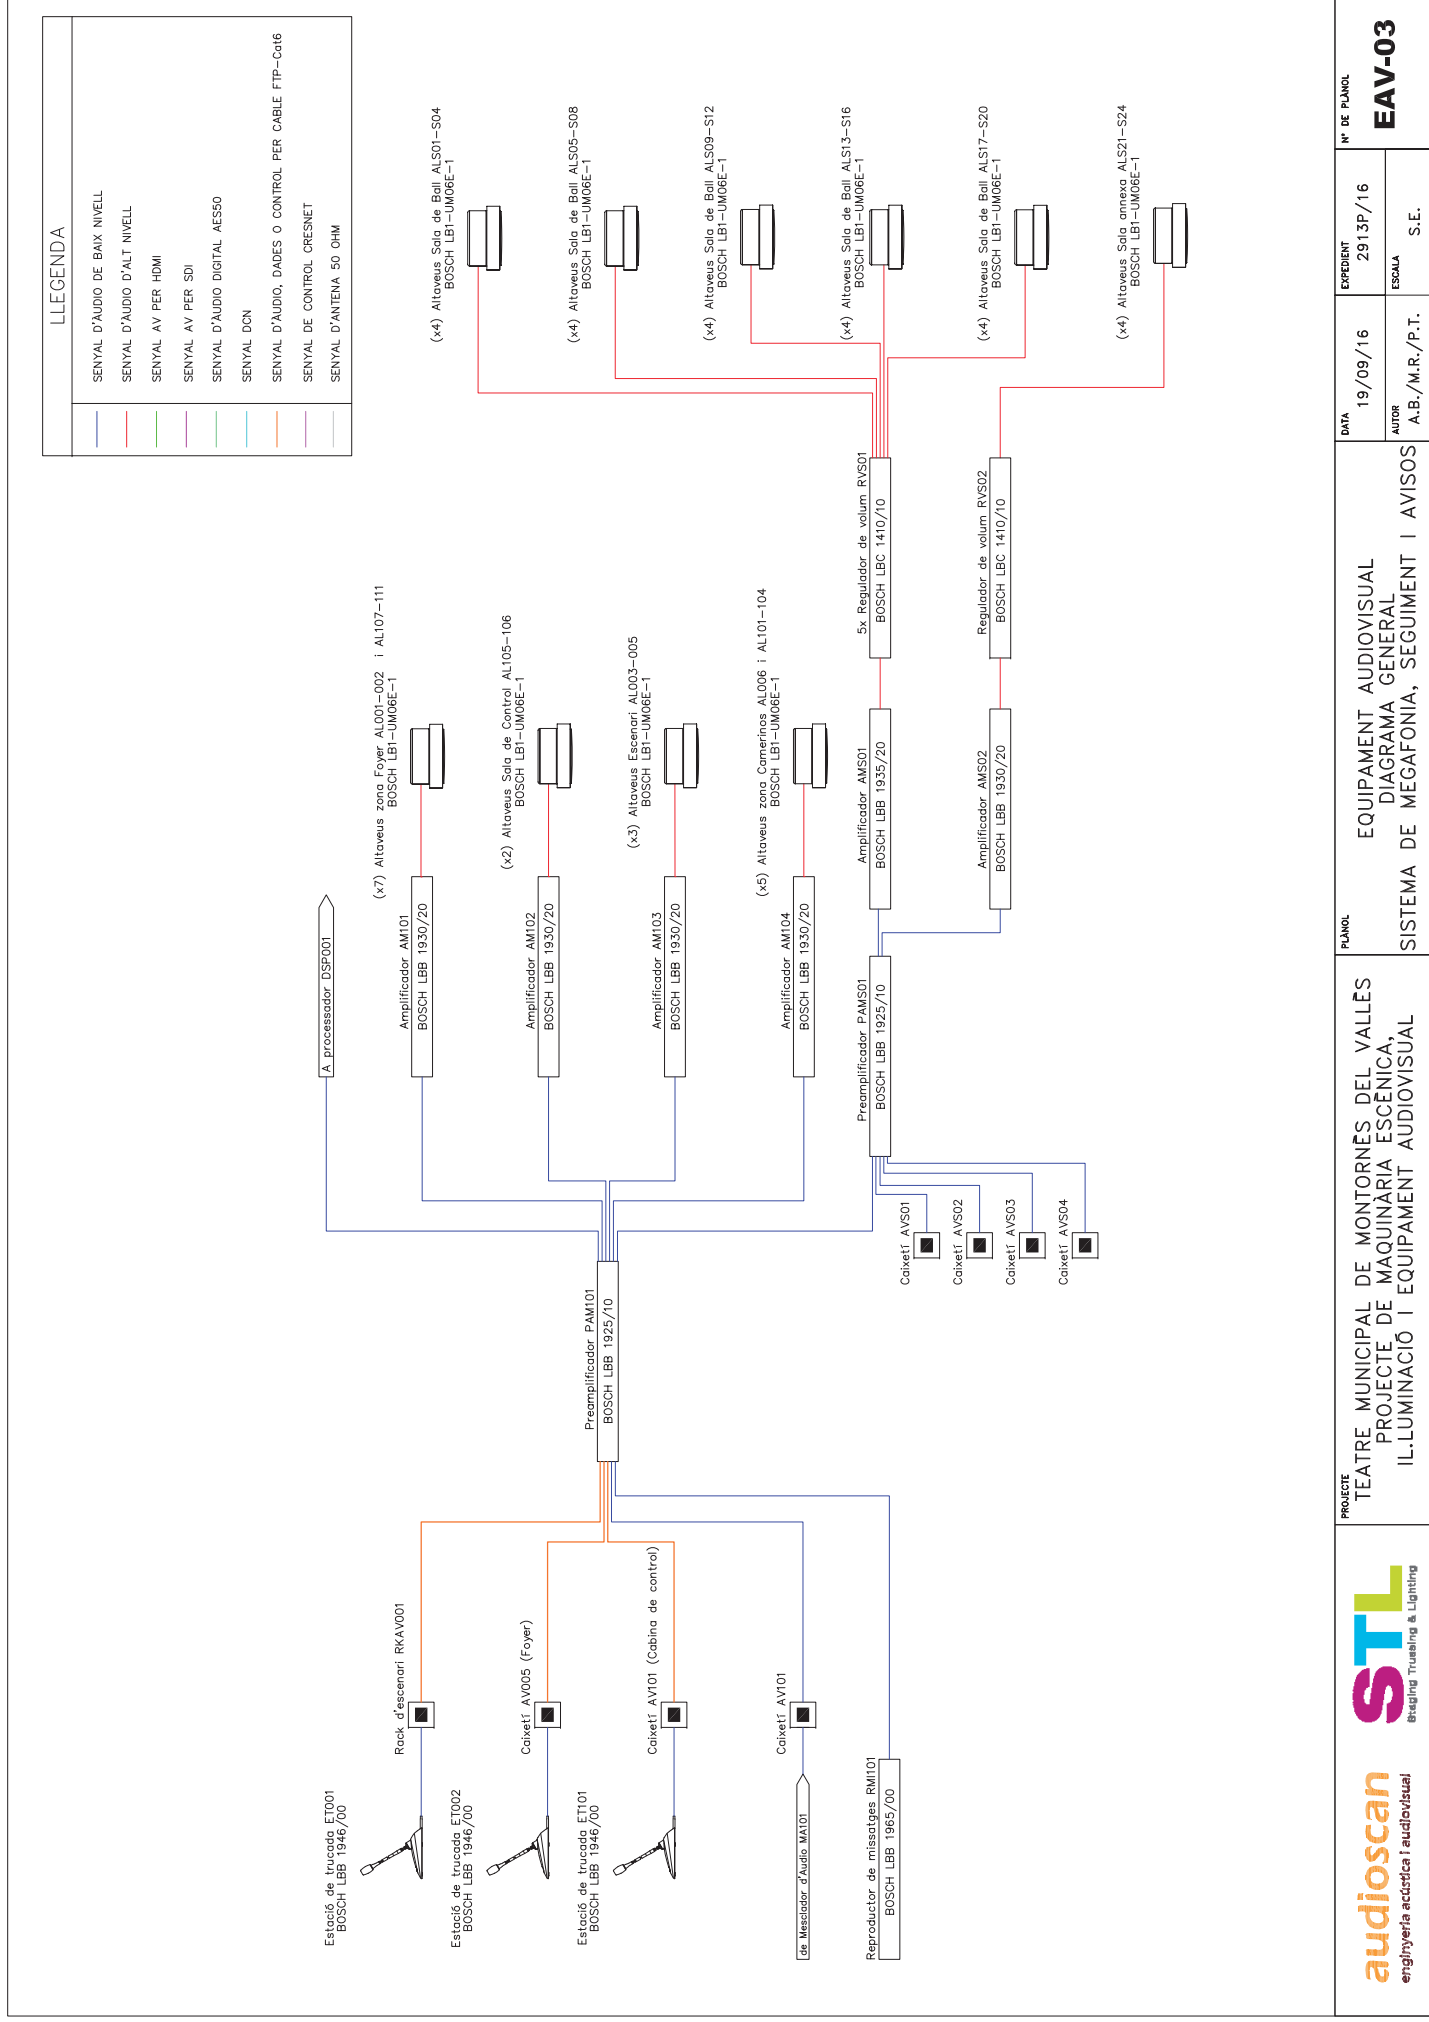 LLEGENDA
SENYAL D'ÀUDIO DE BAIX NIVELL
SENYAL D'ÀUDIO D'ALT NIVELL
SENYAL AV PER HDMI
SENYAL AV PER SDI
SENYAL D'ÀUDIO DIGITAL AES50
SENYAL DCN
SENYAL D'ÀUDIO, DADES O CONTROL PER CABLE FTP-Cat6
SENYAL DE CONTROL CRESNET
SENYAL D'ANTENA 50 OHM
Estació de trucada ET001
BOSCH LBB 1946/00
Rack d'escenari RKAV001
Estació de trucada ET002
BOSCH LBB 1946/00
Caixetí AV005 (Foyer)
Estació de trucada ET101
BOSCH LBB 1946/00
Caixetí AV101 (Cabina de control)
de Mesclador d'Audio MA101
Caixetí AV101
Reproductor de missatges RMI101
BOSCH LBB 1965/00
Preamplificador PAM101
BOSCH LBB 1925/10
A processador DSP001
Amplificador AM101
BOSCH LBB 1930/20
(x7) Altaveus zona Foyer AL001-002 i AL107-111
BOSCH LB1-UM06E-1
Amplificador AM102
BOSCH LBB 1930/20
(x2) Altaveus Sala de Control AL105-106
BOSCH LB1-UM06E-1
Amplificador AM103
BOSCH LBB 1930/20
(x3) Altaveus Escenari AL003-005
BOSCH LB1-UM06E-1
Amplificador AM104
BOSCH LBB 1930/20
(x5) Altaveus zona Camerinos AL006 i AL101-104
BOSCH LB1-UM06E-1
Preamplificador PAMS01
BOSCH LBB 1925/10
Caixetí AVS01
Caixetí AVS02
Caixetí AVS03
Caixetí AVS04
Amplificador AMS01
BOSCH LBB 1935/20
5x Regulador de volum RVS01
BOSCH LBC 1410/10
Amplificador AMS02
BOSCH LBB 1930/20
Regulador de volum RVS02
BOSCH LBC 1410/10
(x4) Altaveus Sala de Ball ALS01-S04
BOSCH LB1-UM06E-1
(x4) Altaveus Sala de Ball ALS05-S08
BOSCH LB1-UM06E-1
(x4) Altaveus Sala de Ball ALS09-S12
BOSCH LB1-UM06E-1
(x4) Altaveus Sala de Ball ALS13-S16
BOSCH LB1-UM06E-1
(x4) Altaveus Sala de Ball ALS17-S20
BOSCH LB1-UM06E-1
(x4) Altaveus Sala annexa ALS21-S24
BOSCH LB1-UM06E-1
audioscan
enginyeria acústica i audiovisual
STL
Staging Trussing & Lighting
PROJECTE
TEATRE MUNICIPAL DE MONTORNÈS DEL VALLÈS
PROJECTE DE MAQUINÀRIA ESCÈNICA,
IL.LUMINACIÓ I EQUIPAMENT AUDIOVISUAL
PLÀNOL
EQUIPAMENT AUDIOVISUAL
DIAGRAMA GENERAL
SISTEMA DE MEGAFONIA, SEGUIMENT I AVISOS
DATA
19/09/16
AUTOR
A.B./M.R./P.T.
EXPEDIENT
2913P/16
ESCALA
S.E.
Nº DE PLÀNOL
EAV-03